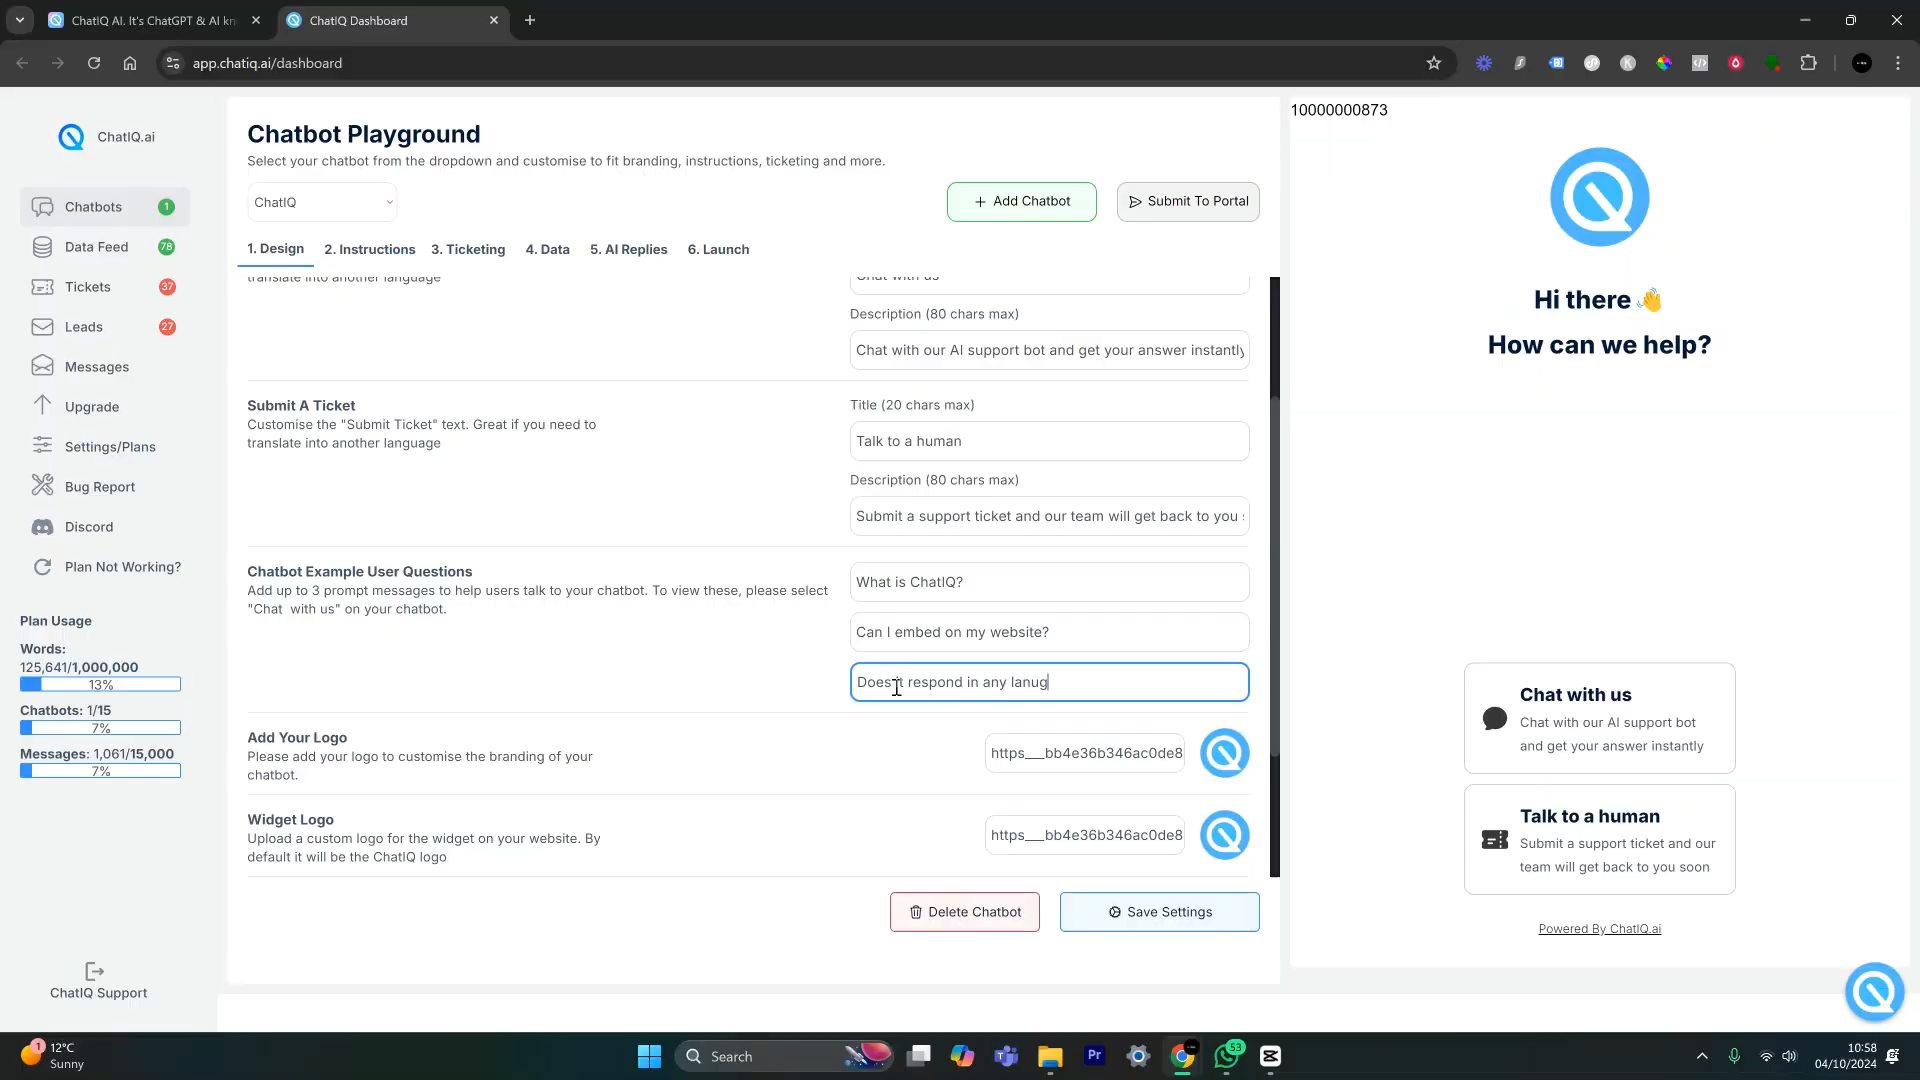 ChatIQ AI. It's ChatGPT & AI kn
ChatIQ Dashboard
app.chatiq.ai/dashboard
ChatIQ.ai
Chatbots 1
Data Feed 78
Tickets 37
Leads 27
Messages
Upgrade
Settings/Plans
Bug Report
Discord
Plan Not Working?
Plan Usage
Words:
125,641/1,000,000
13%
Chatbots: 1/15
7%
Messages: 1,061/15,000
7%
ChatIQ Support
Chatbot Playground
Select your chatbot from the dropdown and customise to fit branding, instructions, ticketing and more.
ChatIQ
+ Add Chatbot
Submit To Portal
1. Design 2. Instructions 3. Ticketing 4. Data 5. AI Replies 6. Launch
translate into another language
Chat with us
Description (80 chars max)
Chat with our AI support bot and get your answer instantly
Submit A Ticket
Customise the "Submit Ticket" text. Great if you need to
translate into another language
Title (20 chars max)
Talk to a human
Description (80 chars max)
Submit a support ticket and our team will get back to you s
Chatbot Example User Questions
Add up to 3 prompt messages to help users talk to your chatbot. To view these, please select
"Chat with us" on your chatbot.
What is ChatIQ?
Can I embed on my website?
Does it respond in any lanug
Add Your Logo
Please add your logo to customise the branding of your
chatbot.
https___bb4e36b346ac0de8
Widget Logo
Upload a custom logo for the widget on your website. By
default it will be the ChatIQ logo
https___bb4e36b346ac0de8
Delete Chatbot
Save Settings
10000000873
Hi there 👋
How can we help?
Chat with us
Chat with our AI support bot
and get your answer instantly
Talk to a human
Submit a support ticket and our
team will get back to you soon
Powered By ChatIQ.ai
1
12°C
Sunny
Search
Pr
53
10:58
04/10/2024